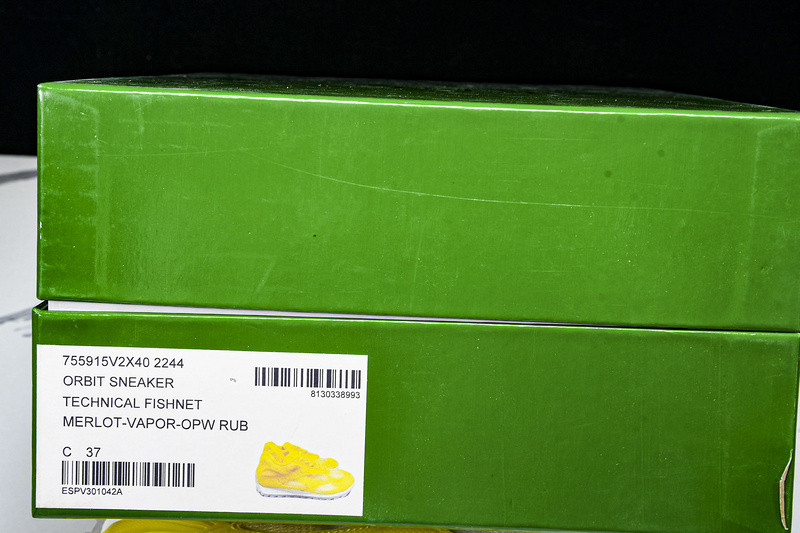 755915V2X40 2244
ORBIT SNEAKER
TECHNICAL FISHNET
MERLOT-VAPOR-OPW RUB
8130338993
C 37
ESPV301042A